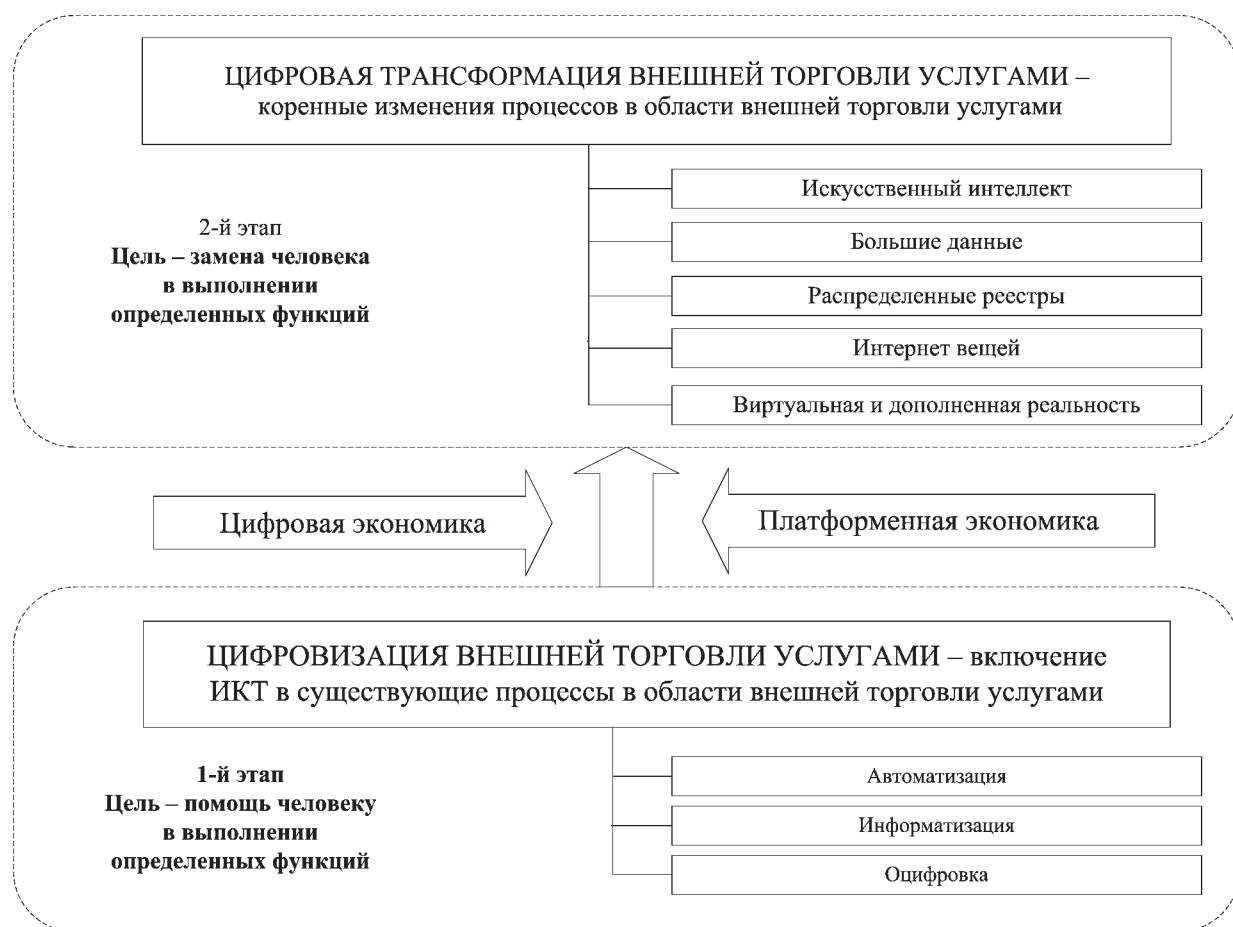 ЦИФРОВАЯ ТРАНСФОРМАЦИЯ ВНЕШНЕЙ ТОРГОВЛИ УСЛУГАМИ –
коренные изменения процессов в области внешней торговли услугами
2-й этап
Цель – замена человека
в выполнении
определенных функций
Искусственный интеллект
Большие данные
Распределенные реестры
Интернет вещей
Виртуальная и дополненная реальность
Цифровая экономика
Платформенная экономика
ЦИФРОВИЗАЦИЯ ВНЕШНЕЙ ТОРГОВЛИ УСЛУГАМИ – включение
ИКТ в существующие процессы в области внешней торговли услугами
1-й этап
Цель – помощь человеку
в выполнении
определенных функций
Автоматизация
Информатизация
Оцифровка